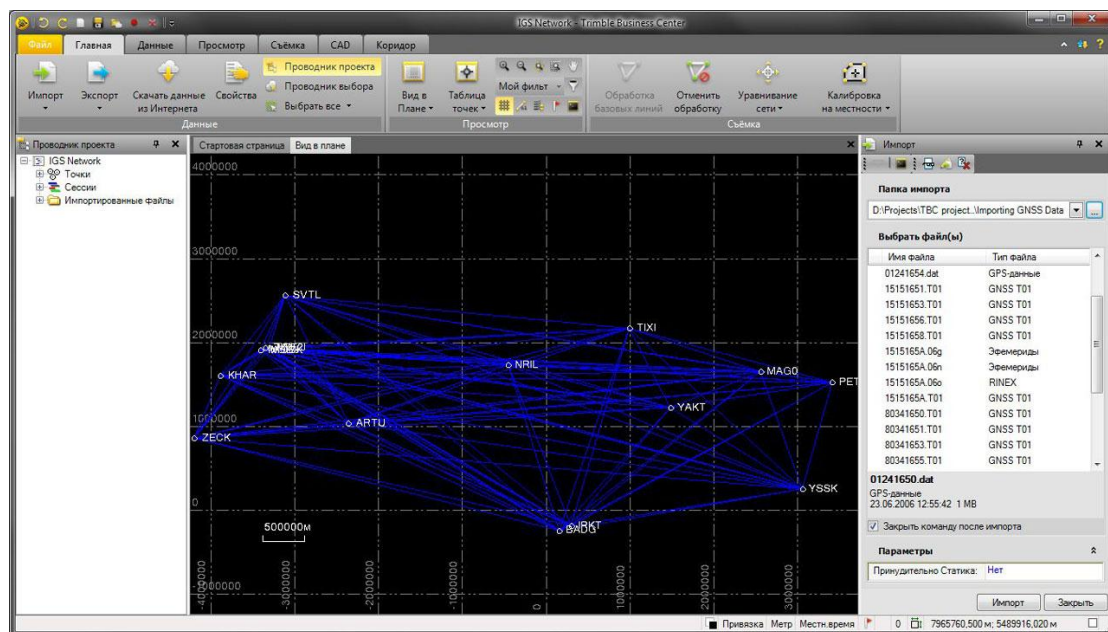 IGS Network - Trimble Business Center
Файл Главная Данные Просмотр Съёмка CAD Коридор
Импорт Экспорт Скачать данные из Интернета Свойства
Проводник проекта
Проводник выбора
Выбрать все
Вид в Плане Таблица точек
Мой фильт
Обработка базовых линий Отменить обработку Уравнивание сети Калибровка на местности
Данные Просмотр Съёмка
Проводник проекта
IGS Network
Точки
Сессии
Импортированные файлы
Стартовая страница Вид в плане
4000000
3000000
SVTL
TIXI
2000000
NRIL
MAG0
KHAR
PET
YAKT
1000000
ARTU
ZECK
YSSK
0
IRKT
BADG
500000м
-1000000
-4000000 -3000000 -2000000 -1000000 0 1000000 2000000 3000000
Импорт
Папка импорта
D:\Projects\TBC project..\Importing GNSS Data ...
Выбрать файл(ы)
Имя файла Тип файла
01241654.dat GPS-данные
15151651.T01 GNSS T01
15151653.T01 GNSS T01
15151656.T01 GNSS T01
15151658.T01 GNSS T01
1515165A.06g Эфемериды
1515165A.06n Эфемериды
1515165A.06o RINEX
1515165A.T01 GNSS T01
80341650.T01 GNSS T01
80341651.T01 GNSS T01
80341653.T01 GNSS T01
80341655.T01 GNSS T01
01241650.dat
GPS-данные
23.06.2006 12:55:42 1 MB
Закрыть команду после импорта
Параметры
Принудительно Статика: Нет
Импорт Закрыть
Привязка Метр Местн.время 0 7965760,500 м; 5489916,020 м